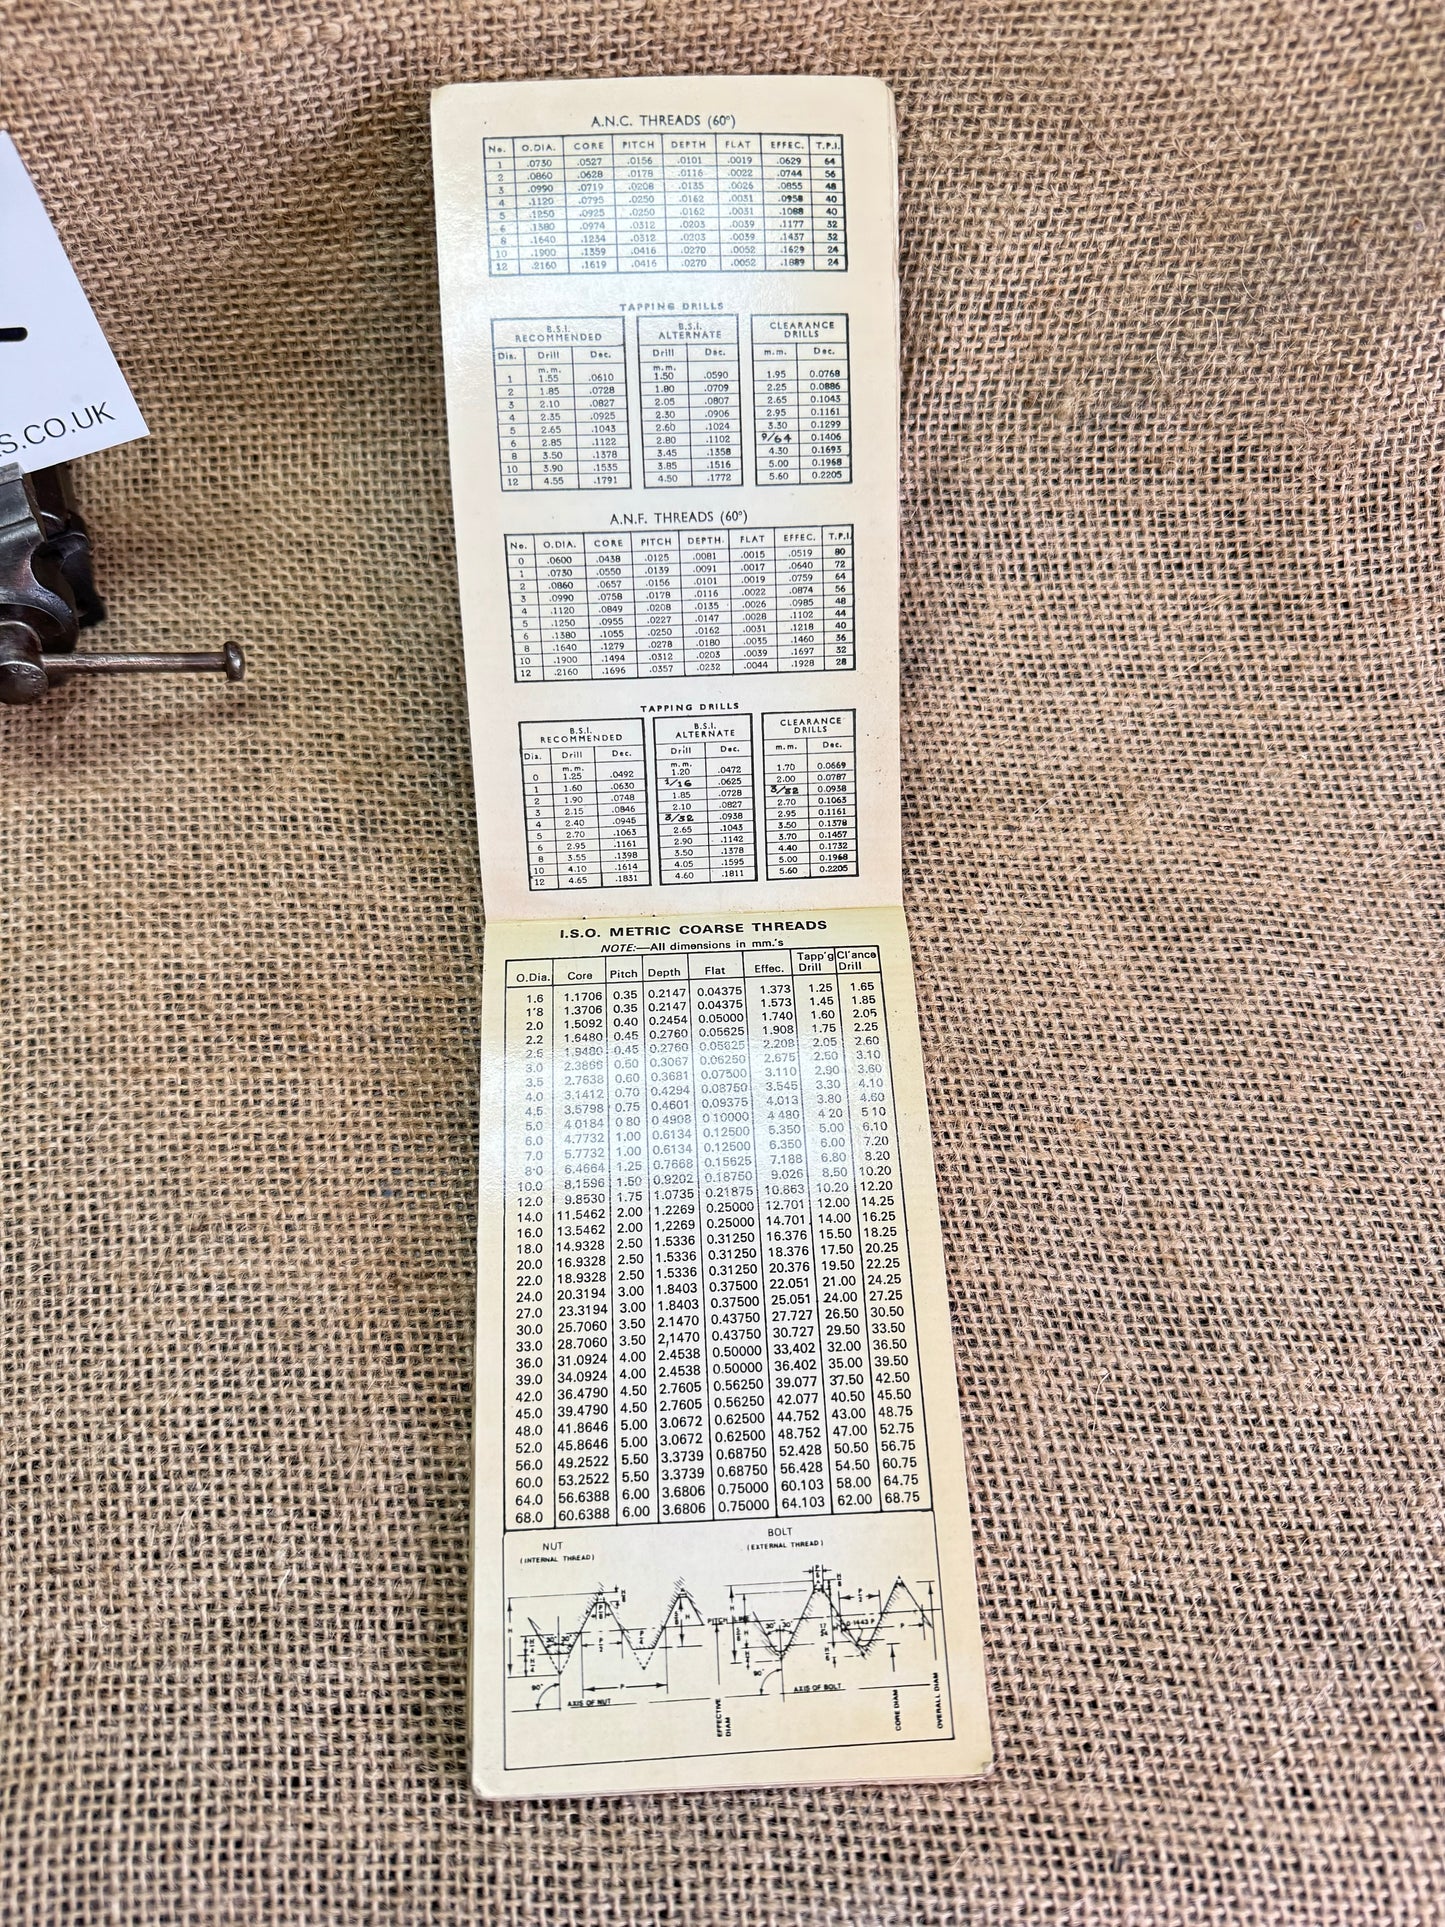 S.CO.UK
A.N.C. THREADS (60°)
No. O.DIA. CORE PITCH DEPTH FLAT EFFEC. T.P.I.
1 .0730 .0527 .0156 .0101 .0019 .0629 64
2 .0860 .0628 .0178 .0116 .0022 .0744 56
3 .0990 .0719 .0208 .0135 .0026 .0855 48
4 .1120 .0795 .0250 .0162 .0031 .0958 40
5 .1250 .0925 .0250 .0162 .0031 .1088 40
6 .1380 .0974 .0312 .0203 .0039 .1177 32
8 .1640 .1234 .0312 .0203 .0039 .1437 32
10 .1900 .1359 .0416 .0270 .0052 .1629 24
12 .2160 .1619 .0416 .0270 .0052 .1889 24
TAPPING DRILLS
B.S.I. RECOMMENDED B.S.I. ALTERNATE CLEARANCE DRILLS
Dia. Drill Dec. Drill Dec. m.m. Dec.
m.m. m.m.
1 1.55 .0610 1.50 .0590 1.95 0.0768
2 1.85 .0728 1.80 .0709 2.25 0.0886
3 2.10 .0827 2.05 .0807 2.65 0.1043
4 2.35 .0925 2.30 .0906 2.95 0.1161
5 2.65 .1043 2.60 .1024 3.30 0.1299
6 2.85 .1122 2.80 .1102 9/64 0.1406
8 3.50 .1378 3.45 .1358 4.30 0.1693
10 3.90 .1535 3.85 .1516 5.00 0.1968
12 4.55 .1791 4.50 .1772 5.60 0.2205
A.N.F. THREADS (60°)
No. O.DIA. CORE PITCH DEPTH. FLAT EFFEC. T.P.I.
0 .0600 .0438 .0125 .0081 .0015 .0519 80
1 .0730 .0550 .0139 .0091 .0017 .0640 72
2 .0860 .0657 .0156 .0101 .0019 .0759 64
3 .0990 .0758 .0178 .0116 .0022 .0874 56
4 .1120 .0849 .0208 .0135 .0026 .0985 48
5 .1250 .0955 .0227 .0147 .0028 .1102 44
6 .1380 .1055 .0250 .0162 .0031 .1218 40
8 .1640 .1279 .0278 .0180 .0035 .1460 36
10 .1900 .1494 .0312 .0203 .0039 .1697 32
12 .2160 .1696 .0357 .0232 .0044 .1928 28
TAPPING DRILLS
B.S.I. RECOMMENDED B.S.I. ALTERNATE CLEARANCE DRILLS
Dia. Drill Dec. Drill Dec. m.m. Dec.
m.m. m.m.
0 1.25 .0492 1.20 .0472 1.70 0.0669
1 1.60 .0630 1/16 .0625 2.00 0.0787
2 1.90 .0748 1.85 .0728 3/32 0.0938
3 2.15 .0846 2.10 .0827 2.70 0.1063
4 2.40 .0945 3/32 .0938 2.95 0.1161
5 2.70 .1063 2.65 .1043 3.50 0.1378
6 2.95 .1161 2.90 .1142 3.70 0.1457
8 3.55 .1398 3.50 .1378 4.40 0.1732
10 4.10 .1614 4.05 .1595 5.00 0.1968
12 4.65 .1831 4.60 .1811 5.60 0.2205
I.S.O. METRIC COARSE THREADS
NOTE:—All dimensions in mm.'s
O.Dia. Core Pitch Depth Flat Effec. Tapp'g Drill Cl'ance Drill
1.6 1.1706 0.35 0.2147 0.04375 1.373 1.25 1.65
1'8 1.3706 0.35 0.2147 0.04375 1.573 1.45 1.85
2.0 1.5092 0.40 0.2454 0.05000 1.740 1.60 2.05
2.2 1.6480 0.45 0.2760 0.05625 1.908 1.75 2.25
2.5 1.9480 0.45 0.2760 0.05625 2.208 2.05 2.60
3.0 2.3866 0.50 0.3067 0.06250 2.675 2.50 3.10
3.5 2.7638 0.60 0.3681 0.07500 3.110 2.90 3.60
4.0 3.1412 0.70 0.4294 0.08750 3.545 3.30 4.10
4.5 3.5798 0.75 0.4601 0.09375 4.013 3.80 4.60
5.0 4.0184 0.80 0.4908 0.10000 4.480 4.20 5.10
6.0 4.7732 1.00 0.6134 0.12500 5.350 5.00 6.10
7.0 5.7732 1.00 0.6134 0.12500 6.350 6.00 7.20
8·0 6.4664 1.25 0.7668 0.15625 7.188 6.80 8.20
10.0 8.1596 1.50 0.9202 0.18750 9.026 8.50 10.20
12.0 9.8530 1.75 1.0735 0.21875 10.863 10.20 12.20
14.0 11.5462 2.00 1.2269 0.25000 12.701 12.00 14.25
16.0 13.5462 2.00 1.2269 0.25000 14.701 14.00 16.25
18.0 14.9328 2.50 1.5336 0.31250 16.376 15.50 18.25
20.0 16.9328 2.50 1.5336 0.31250 18.376 17.50 20.25
22.0 18.9328 2.50 1.5336 0.31250 20.376 19.50 22.25
24.0 20.3194 3.00 1.8403 0.37500 22.051 21.00 24.25
27.0 23.3194 3.00 1.8403 0.37500 25.051 24.00 27.25
30.0 25.7060 3.50 2.1470 0.43750 27.727 26.50 30.50
33.0 28.7060 3.50 2,1470 0.43750 30.727 29.50 33.50
36.0 31.0924 4.00 2.4538 0.50000 33,402 32.00 36.50
39.0 34.0924 4.00 2.4538 0.50000 36.402 35.00 39.50
42.0 36.4790 4.50 2.7605 0.56250 39.077 37.50 42.50
45.0 39.4790 4.50 2.7605 0.56250 42.077 40.50 45.50
48.0 41.8646 5.00 3.0672 0.62500 44.752 43.00 48.75
52.0 45.8646 5.00 3.0672 0.62500 48.752 47.00 52.75
56.0 49.2522 5.50 3.3739 0.68750 52.428 50.50 56.75
60.0 53.2522 5.50 3.3739 0.68750 56.428 54.50 60.75
64.0 56.6388 6.00 3.6806 0.75000 60.103 58.00 64.75
68.0 60.6388 6.00 3.6806 0.75000 64.103 62.00 68.75
NUT
(INTERNAL THREAD)
BOLT
(EXTERNAL THREAD)
PITCH LINE
90°
AXIS OF NUT
P
EFFECTIVE DIAM
90°
AXIS OF BOLT
CORE DIAM
OVERALL DIAM